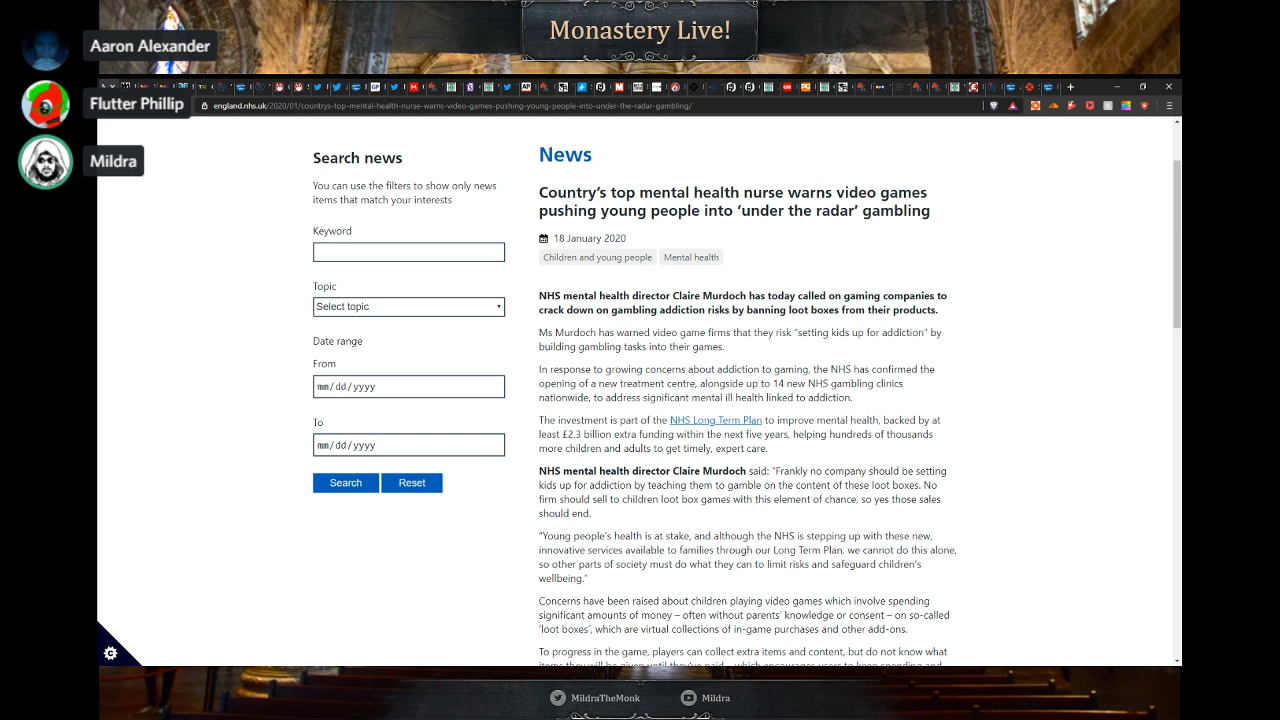 Monastery Live!
Aaron Alexander
Flutter Phillip
Mildra
england.nhs.uk/2020/01/countrys-top-mental-health-nurse-warns-video-games-pushing-young-people-into-under-the-radar-gambling/
Search news
You can use the filters to show only news
items that match your interests
Keyword
Topic
Select topic
Date range
From
mm/dd/yyyy
To
mm/dd/yyyy
Search
Reset
News
Country’s top mental health nurse warns video games
pushing young people into ‘under the radar’ gambling
18 January 2020
Children and young people
Mental health
NHS mental health director Claire Murdoch has today called on gaming companies to
crack down on gambling addiction risks by banning loot boxes from their products.
Ms Murdoch has warned video game firms that they risk “setting kids up for addiction” by
building gambling tasks into their games.
In response to growing concerns about addiction to gaming, the NHS has confirmed the
opening of a new treatment centre, alongside up to 14 new NHS gambling clinics
nationwide, to address significant mental ill health linked to addiction.
The investment is part of the NHS Long Term Plan to improve mental health, backed by at
least £2.3 billion extra funding within the next five years, helping hundreds of thousands
more children and adults to get timely, expert care.
NHS mental health director Claire Murdoch said: “Frankly no company should be setting
kids up for addiction by teaching them to gamble on the content of these loot boxes. No
firm should sell to children loot box games with this element of chance, so yes those sales
should end.
“Young people’s health is at stake, and although the NHS is stepping up with these new,
innovative services available to families through our Long Term Plan, we cannot do this alone,
so other parts of society must do what they can to limit risks and safeguard children’s
wellbeing.”
Concerns have been raised about children playing video games which involve spending
significant amounts of money – often without parents’ knowledge or consent – on so-called
‘loot boxes’, which are virtual collections of in-game purchases and other add-ons.
To progress in the game, players can collect extra items and content, but do not know what
items they will be given until they’ve paid – which encourages users to keep spending and
MildraTheMonk
Mildra